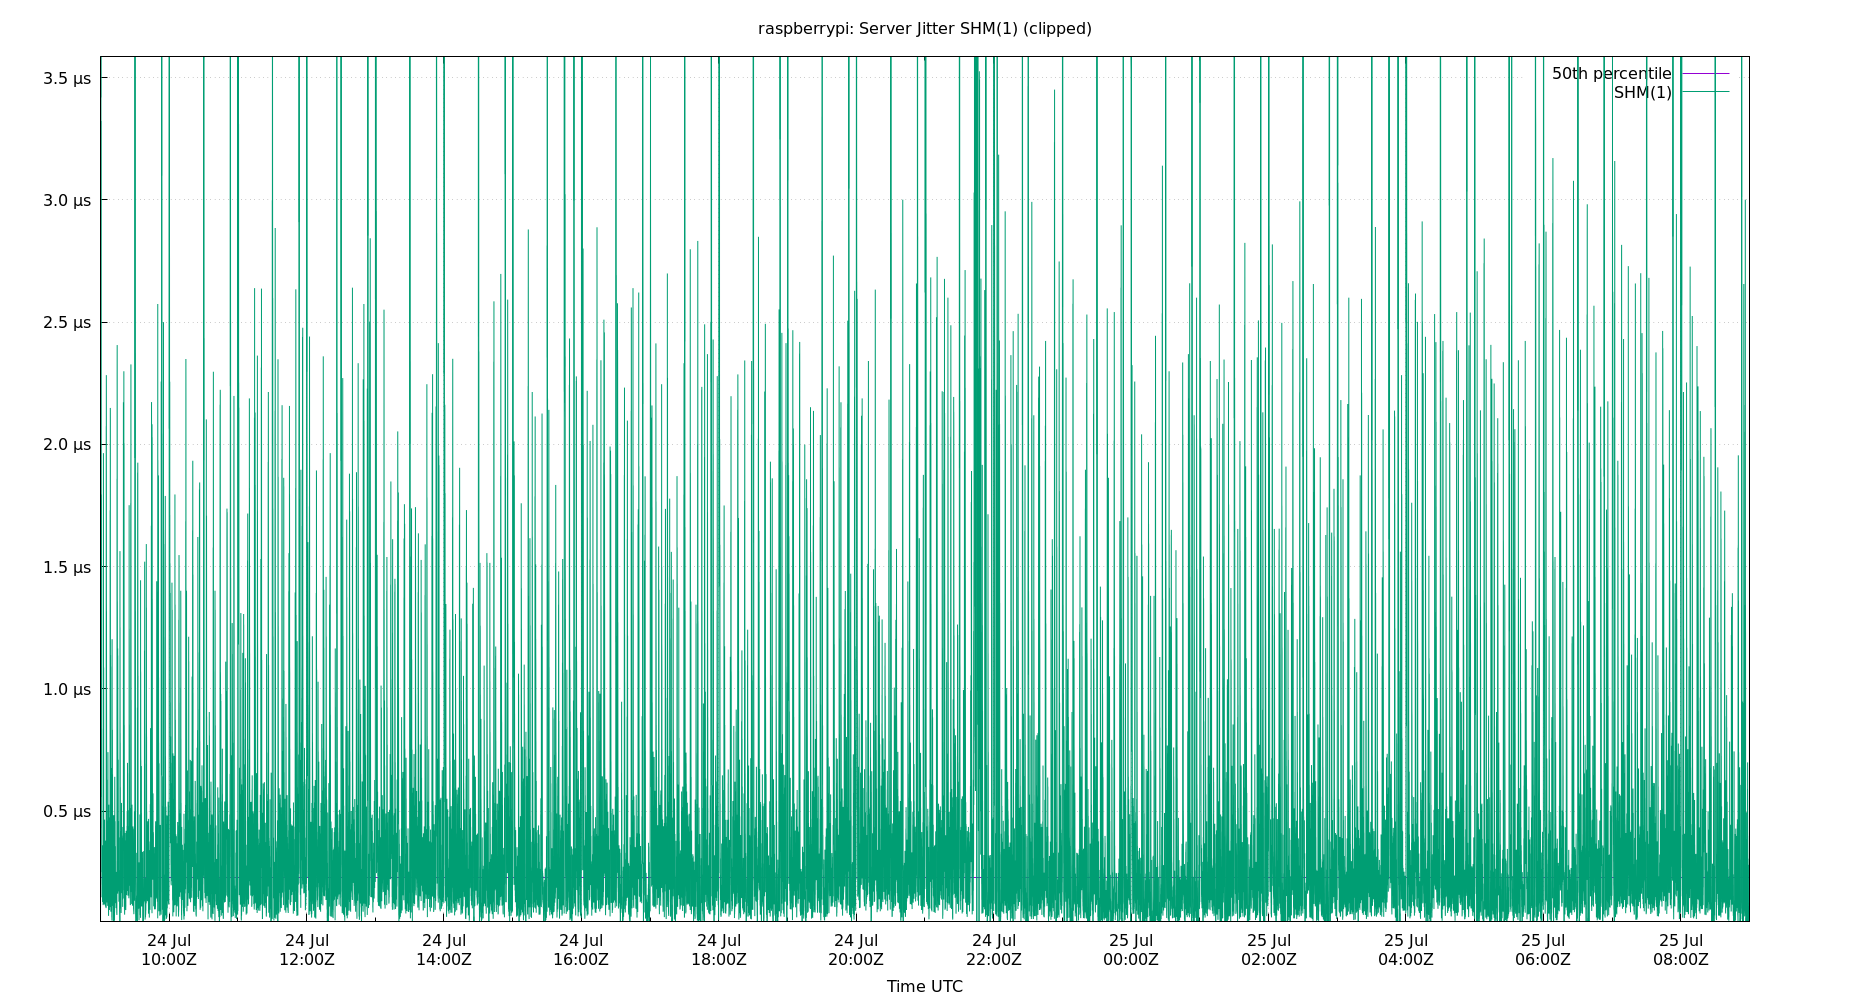 raspberrypi: Server Jitter SHM(1) (clipped)
3.5 µs
3.0 µs
2.5 µs
2.0 µs
1.5 µs
1.0 µs
0.5 µs
50th percentile
SHM(1)
24 Jul 24 Jul 24 Jul 24 Jul 24 Jul 24 Jul 24 Jul 25 Jul 25 Jul 25 Jul 25 Jul 25 Jul
10:00Z 12:00Z 14:00Z 16:00Z 18:00Z 20:00Z 22:00Z 00:00Z 02:00Z 04:00Z 06:00Z 08:00Z
Time UTC